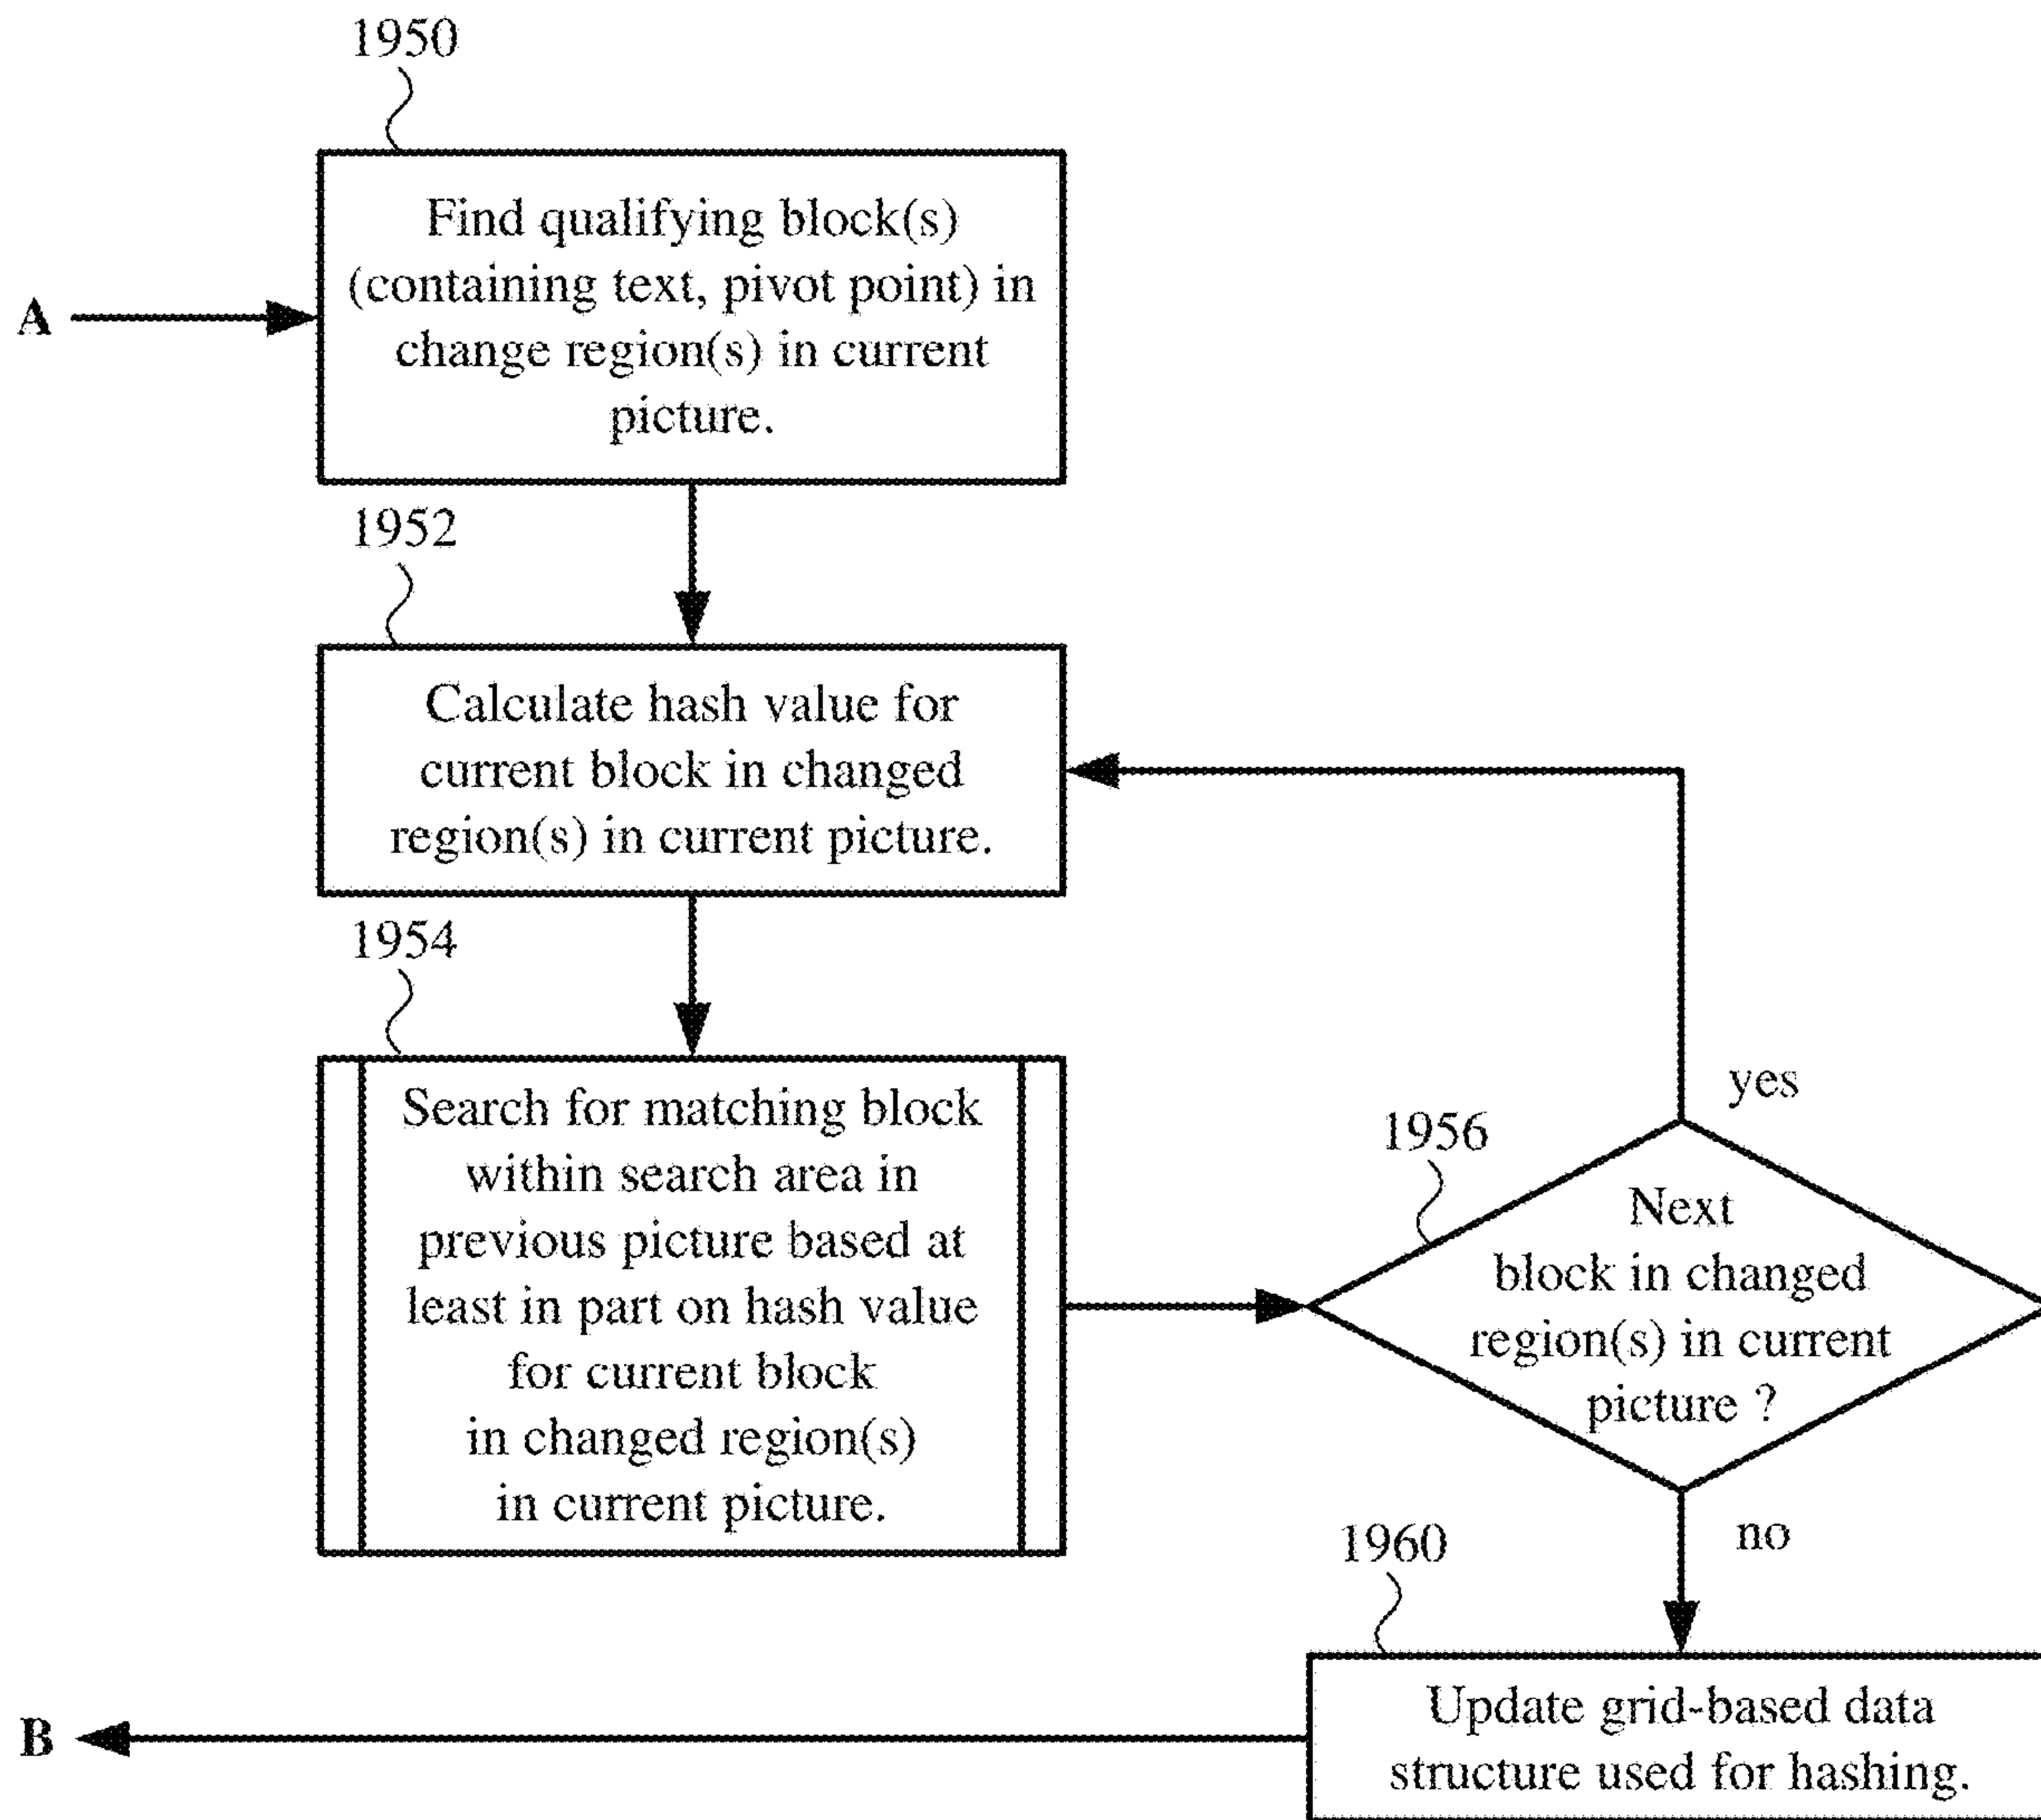 1950
Find qualifying block(s)
(containing text, pivot point) in
change region(s) in current
picture.
A
1952
Calculate hash value for
current block in changed
region(s) in current picture.
1954
Search for matching block
within search area in
previous picture based at
least in part on hash value
for current block
in changed region(s)
in current picture.
yes
1956
Next
block in changed
region(s) in current
picture ?
no
1960
Update grid-based data
structure used for hashing.
B